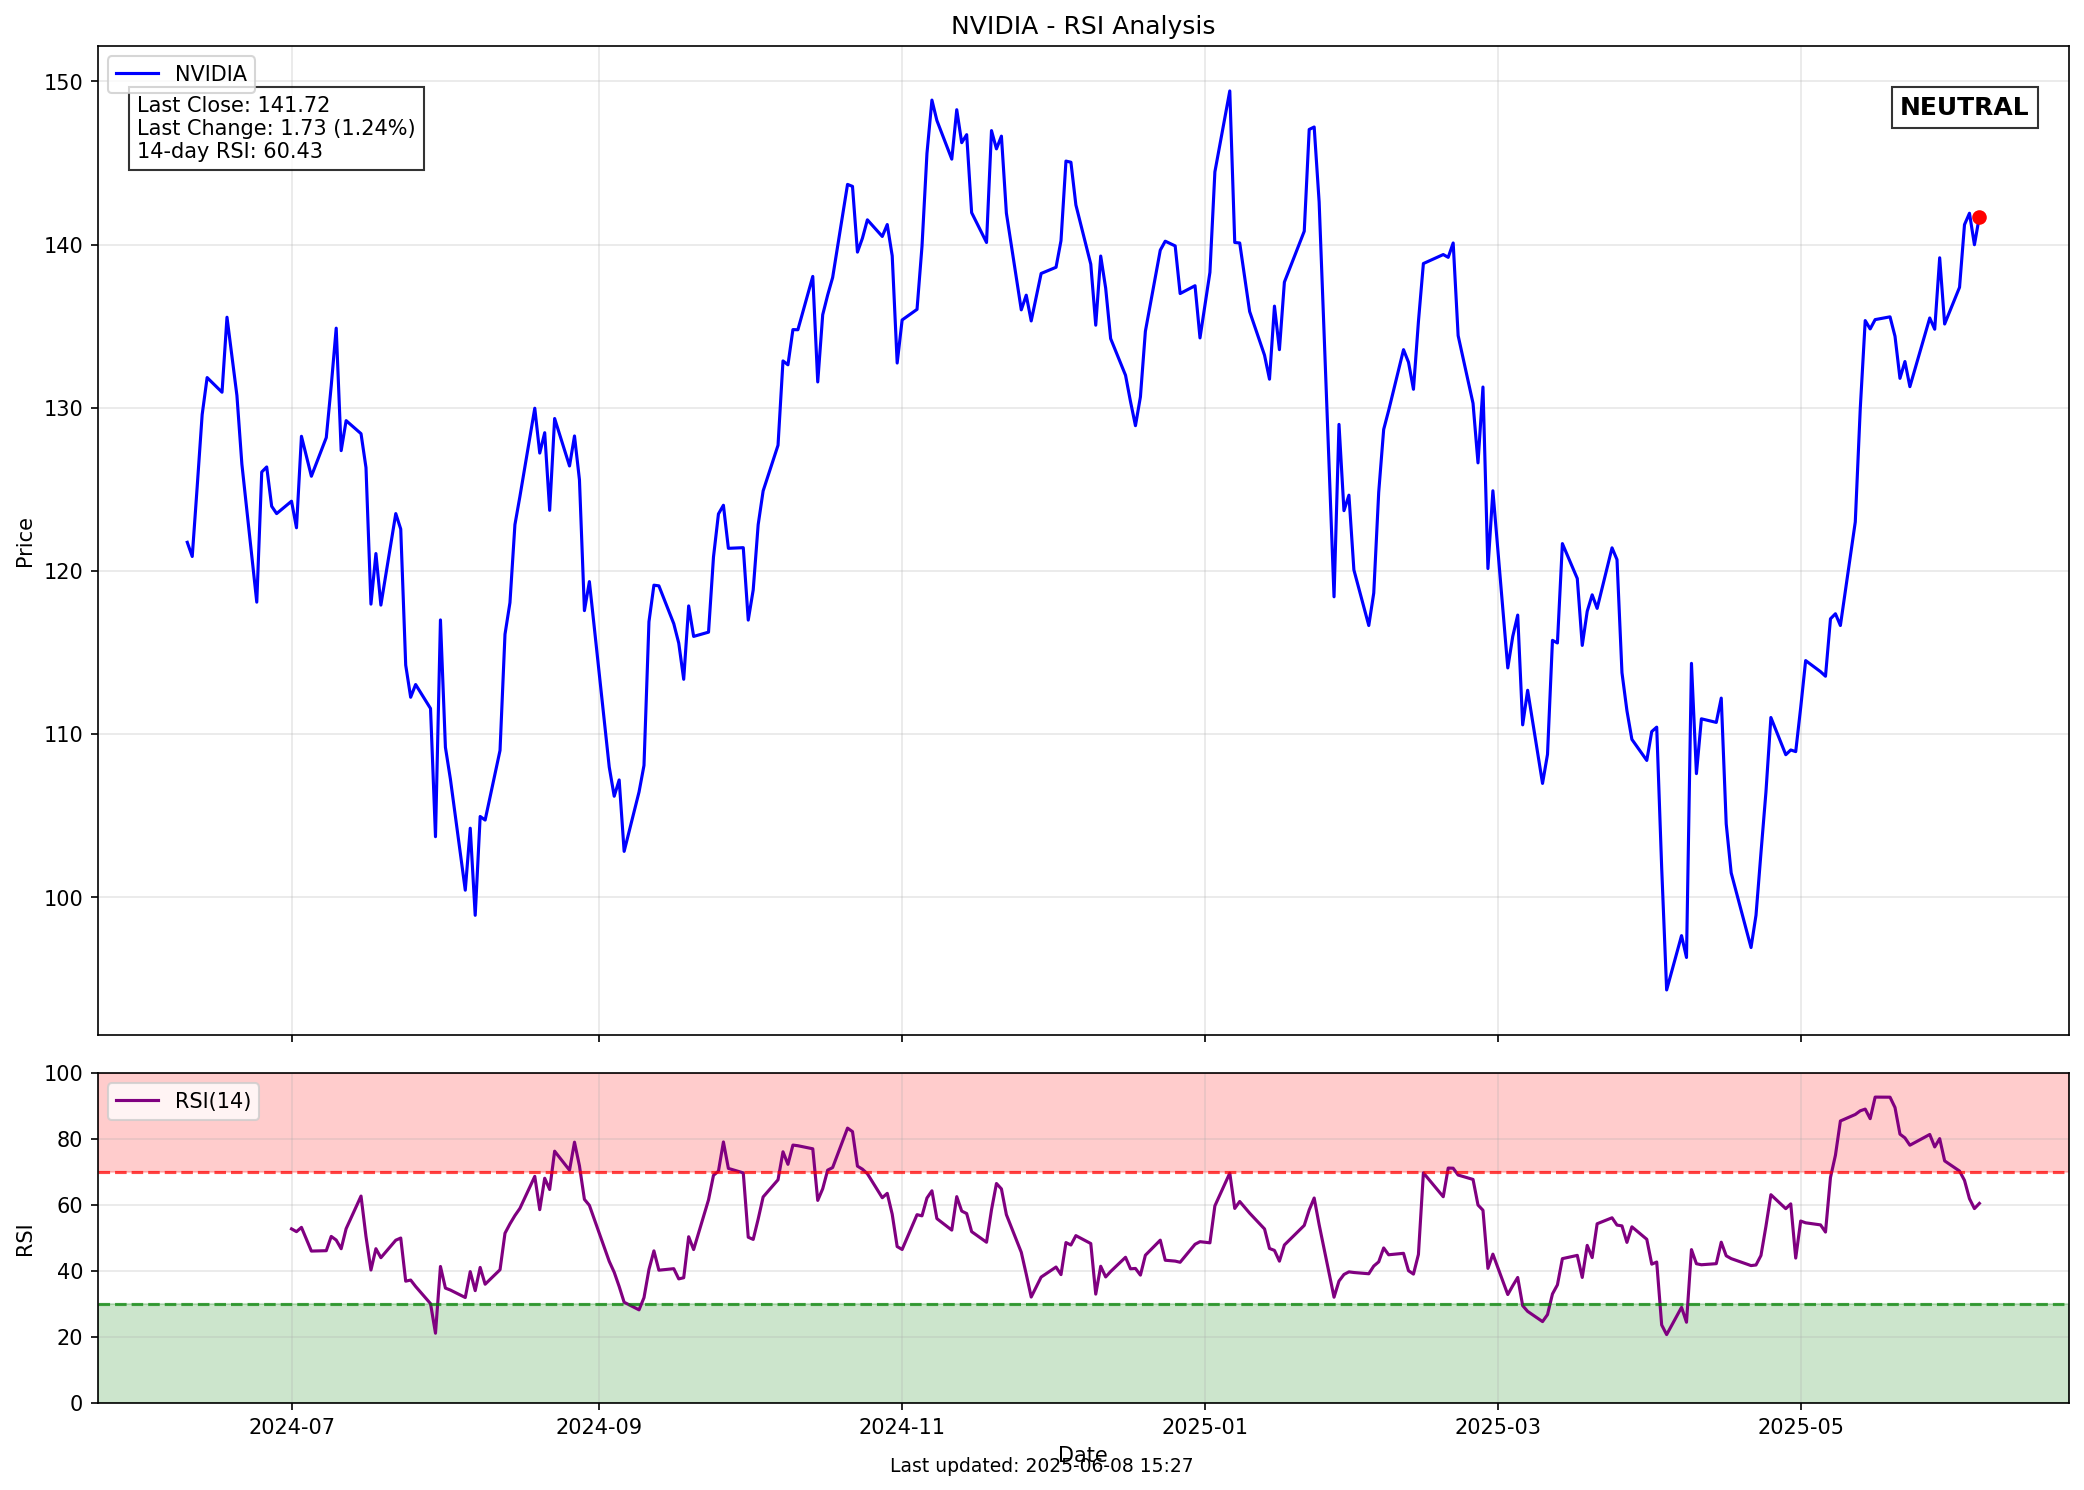 NVIDIA - RSI Analysis
NVIDIA
Last Close: 141.72
Last Change: 1.73 (1.24%)
14-day RSI: 60.43
NEUTRAL
150
140
130
120
110
100
Price
RSI(14)
100
80
60
40
20
0
RSI
2024-07
2024-09
2024-11
2025-01
2025-03
2025-05
Date
Last updated: 2025-06-08 15:27